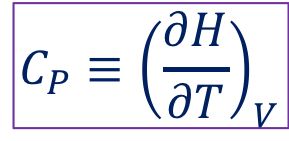 C_P ≡ (∂H/∂T)_V